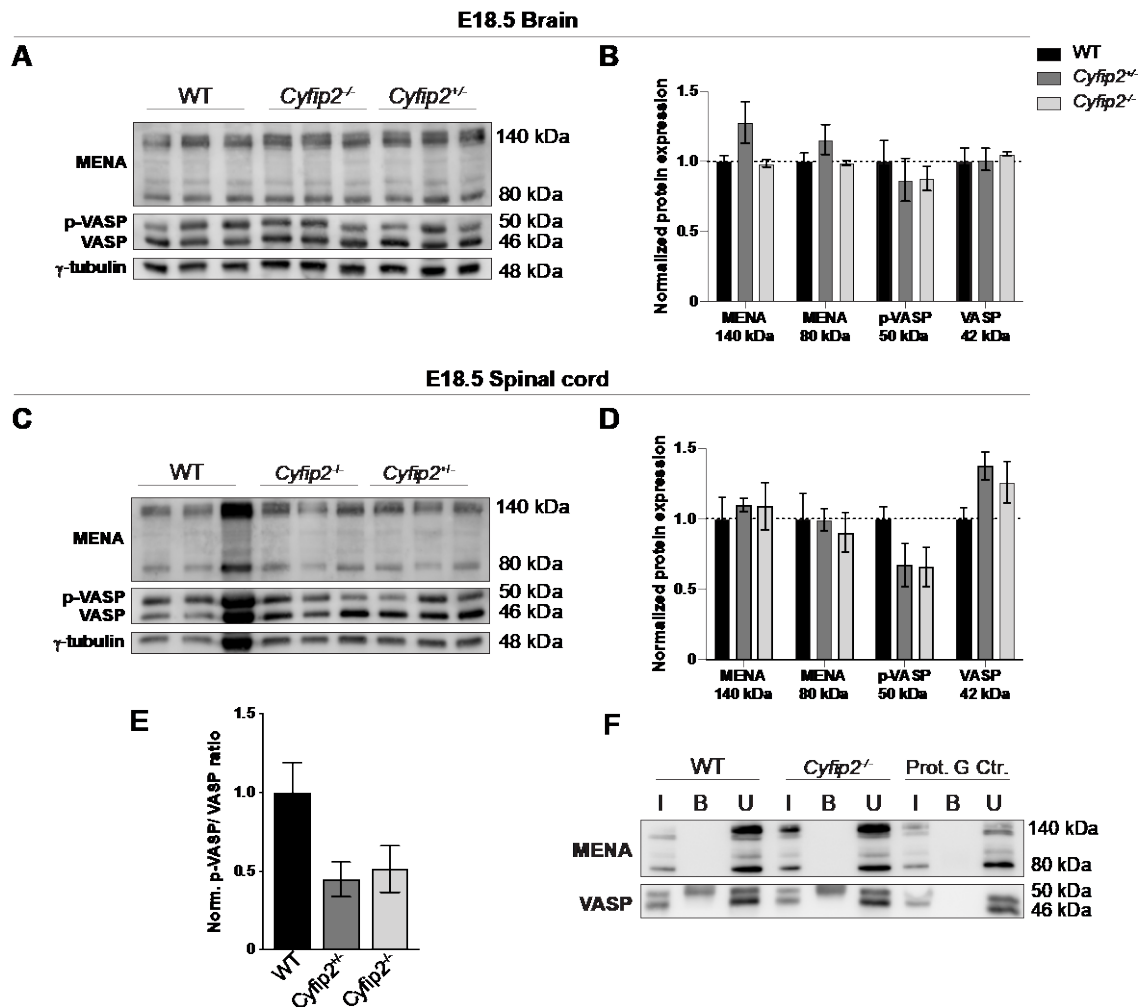 E18.5 Brain
A
WT Cyfip2-/- Cyfip2+/-
MENA
140 kDa
80 kDa
p-VASP 50 kDa
VASP 46 kDa
γ-tubulin 48 kDa
B
WT
Cyfip2+/-
Cyfip2-/-
Normalized protein expression
1.5
1.0
0.5
0
MENA MENA p-VASP VASP
140 kDa 80 kDa 50 kDa 42 kDa
E18.5 Spinal cord
C
WT Cyfip2-/- Cyfip2+/-
MENA
140 kDa
80 kDa
p-VASP 50 kDa
VASP 46 kDa
γ-tubulin 48 kDa
D
Normalized protein expression
1.5
1.0
0.5
0
MENA MENA p-VASP VASP
140 kDa 80 kDa 50 kDa 42 kDa
E
Norm. p-VASP/ VASP ratio
1.5
1.0
0.5
0
WT
Cyfip2+/-
Cyfip2-/-
F
WT Cyfip2-/- Prot. G Ctr.
I B U I B U I B U
MENA
140 kDa
80 kDa
VASP
50 kDa
46 kDa